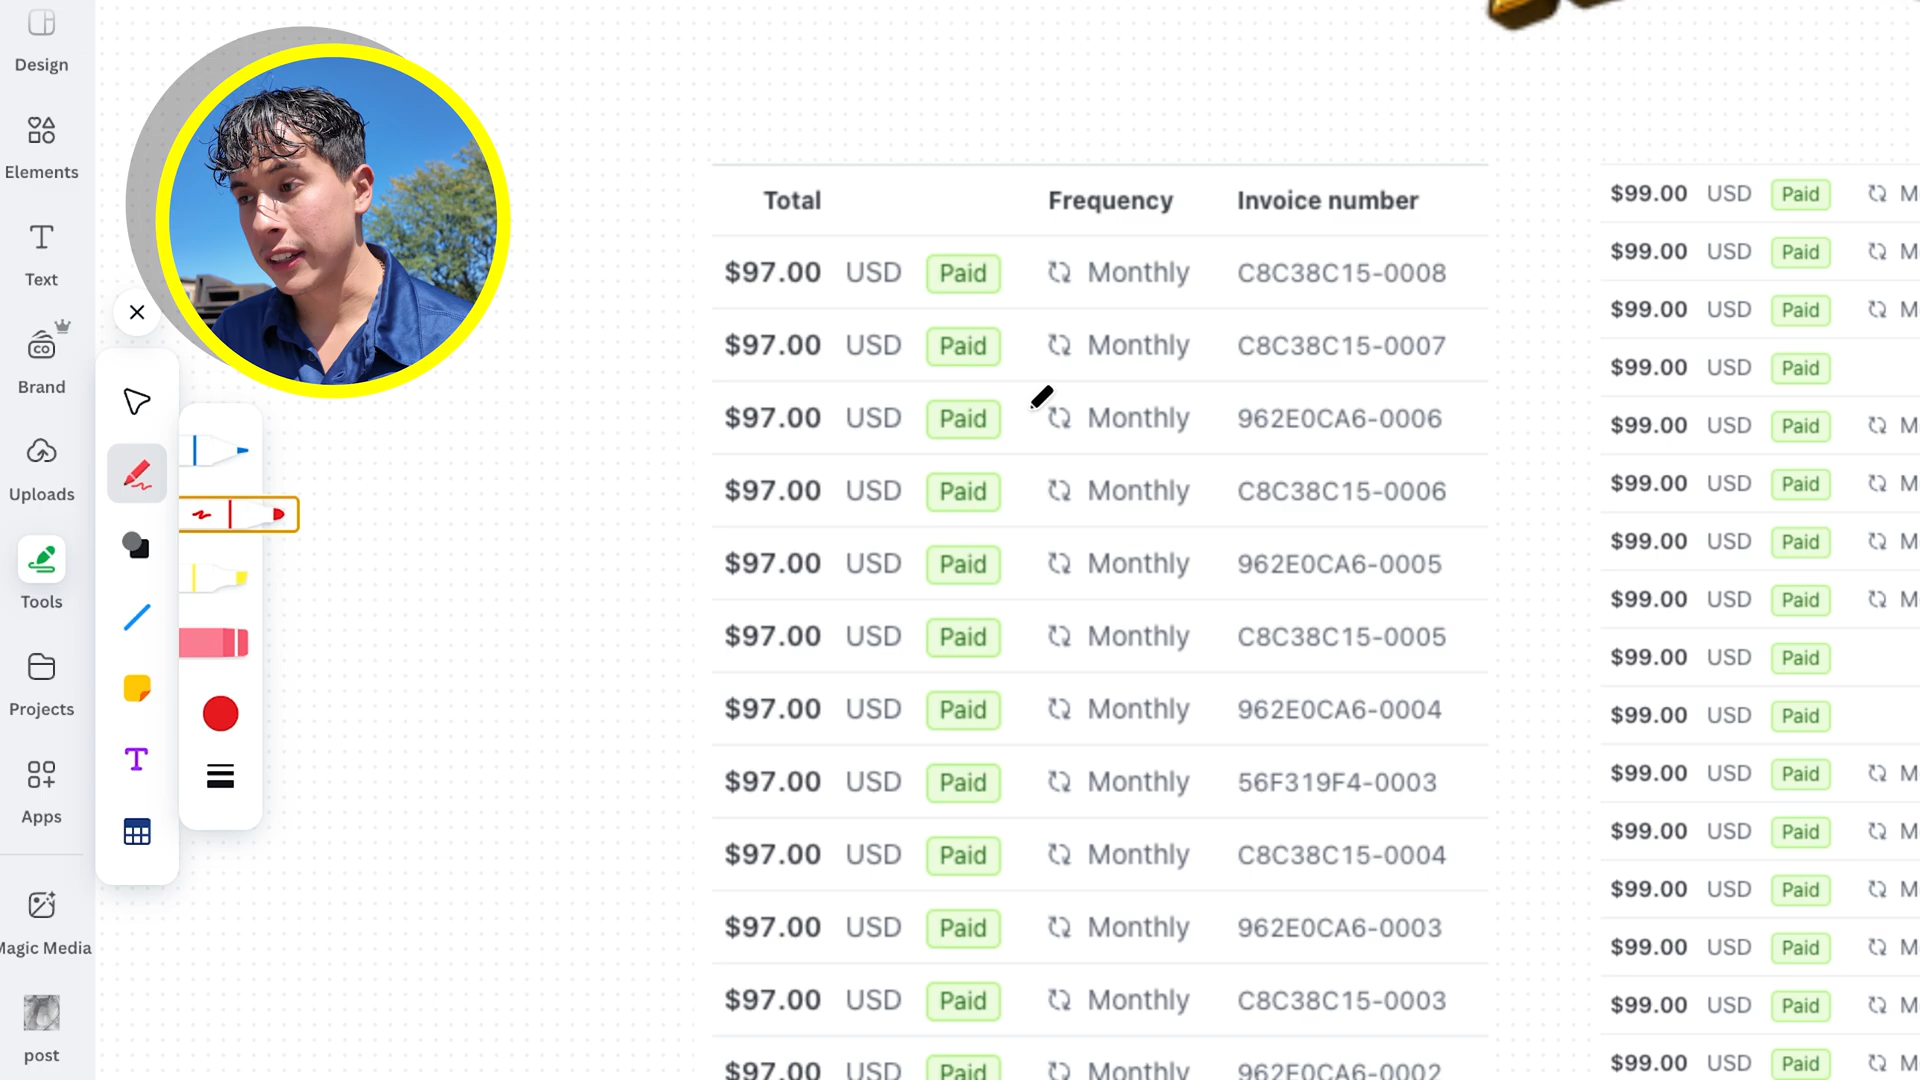 Design
Elements
Text
CO
Brand
Uploads
Tools
Projects
Apps
Magic Media
post
T
Total Frequency Invoice number
$97.00 USD Paid Monthly C8C38C15-0008
$97.00 USD Paid Monthly C8C38C15-0007
$97.00 USD Paid Monthly 962E0CA6-0006
$97.00 USD Paid Monthly C8C38C15-0006
$97.00 USD Paid Monthly 962E0CA6-0005
$97.00 USD Paid Monthly C8C38C15-0005
$97.00 USD Paid Monthly 962E0CA6-0004
$97.00 USD Paid Monthly 56F319F4-0003
$97.00 USD Paid Monthly C8C38C15-0004
$97.00 USD Paid Monthly 962E0CA6-0003
$97.00 USD Paid Monthly C8C38C15-0003
$97.00 USD Paid Monthly 962E0CA6-0002
$99.00 USD Paid M
$99.00 USD Paid M
$99.00 USD Paid M
$99.00 USD Paid
$99.00 USD Paid M
$99.00 USD Paid M
$99.00 USD Paid M
$99.00 USD Paid M
$99.00 USD Paid
$99.00 USD Paid
$99.00 USD Paid M
$99.00 USD Paid M
$99.00 USD Paid M
$99.00 USD Paid M
$99.00 USD Paid M
$99.00 USD Paid M